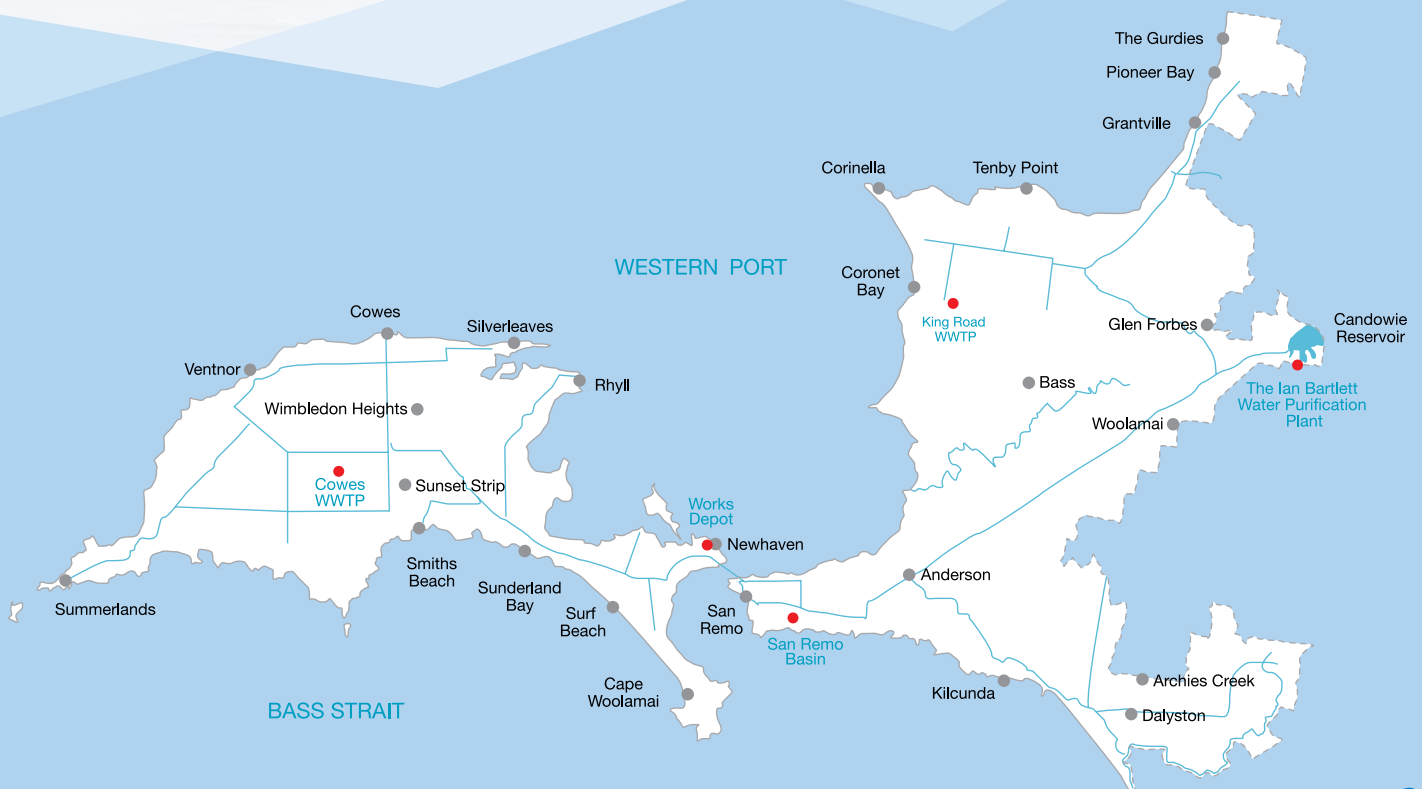 The Gurdies
Pioneer Bay
Grantville
Corinella
Tenby Point
WESTERN PORT
Coronet
Bay
King Road
WWTP
Glen Forbes
Candowie
Reservoir
Cowes
Silverleaves
Ventnor
Rhyll
Wimbledon Heights
Bass
The Ian Bartlett
Water Purification
Plant
Woolamai
Cowes
WWTP
Sunset Strip
Works
Depot
Newhaven
Smiths
Beach
Sunderland
Bay
Surf
Beach
Anderson
Summerlands
San
Remo
San Remo
Basin
Cape
Woolamai
Kilcunda
Archies Creek
Dalyston
BASS STRAIT